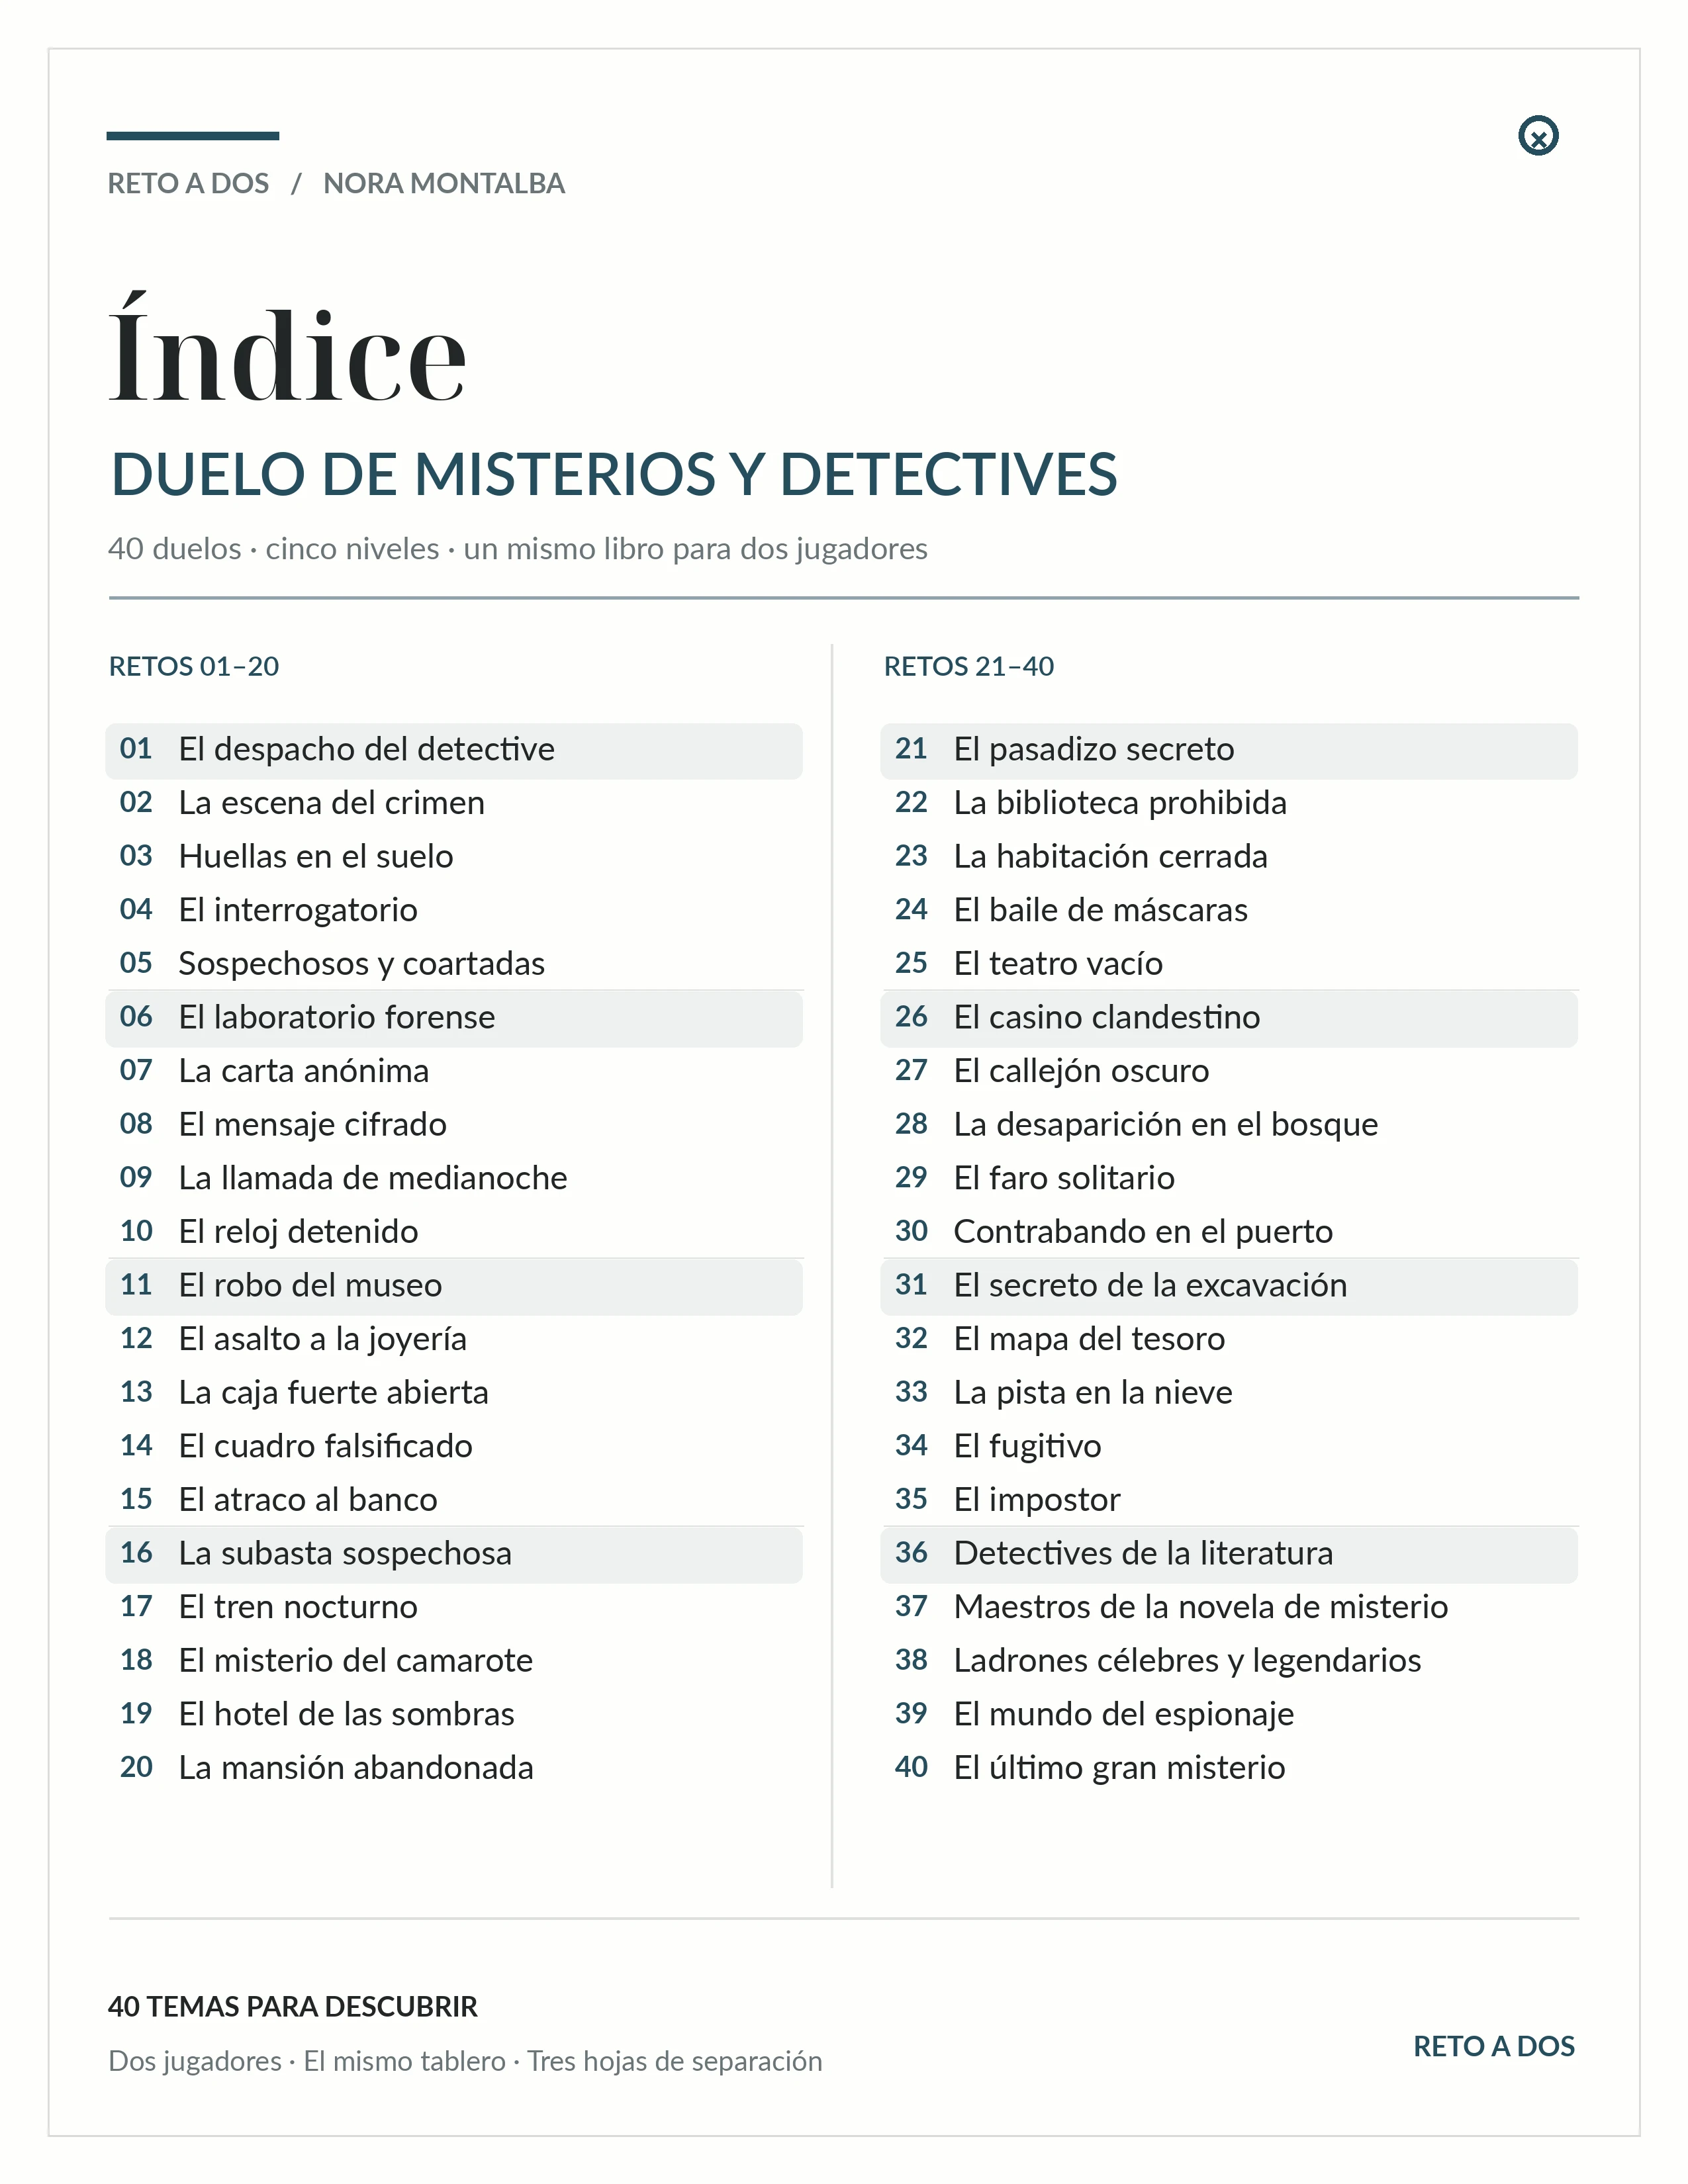 RETO A DOS / NORA MONTALBA
Índice
DUELO DE MISTERIOS Y DETECTIVES
40 duelos · cinco niveles · un mismo libro para dos jugadores
RETOS 01–20
01 El despacho del detective
02 La escena del crimen
03 Huellas en el suelo
04 El interrogatorio
05 Sospechosos y coartadas
06 El laboratorio forense
07 La carta anónima
08 El mensaje cifrado
09 La llamada de medianoche
10 El reloj detenido
11 El robo del museo
12 El asalto a la joyería
13 La caja fuerte abierta
14 El cuadro falsificado
15 El atraco al banco
16 La subasta sospechosa
17 El tren nocturno
18 El misterio del camarote
19 El hotel de las sombras
20 La mansión abandonada
RETOS 21–40
21 El pasadizo secreto
22 La biblioteca prohibida
23 La habitación cerrada
24 El baile de máscaras
25 El teatro vacío
26 El casino clandestino
27 El callejón oscuro
28 La desaparición en el bosque
29 El faro solitario
30 Contrabando en el puerto
31 El secreto de la excavación
32 El mapa del tesoro
33 La pista en la nieve
34 El fugitivo
35 El impostor
36 Detectives de la literatura
37 Maestros de la novela de misterio
38 Ladrones célebres y legendarios
39 El mundo del espionaje
40 El último gran misterio
40 TEMAS PARA DESCUBRIR
Dos jugadores · El mismo tablero · Tres hojas de separación
RETO A DOS